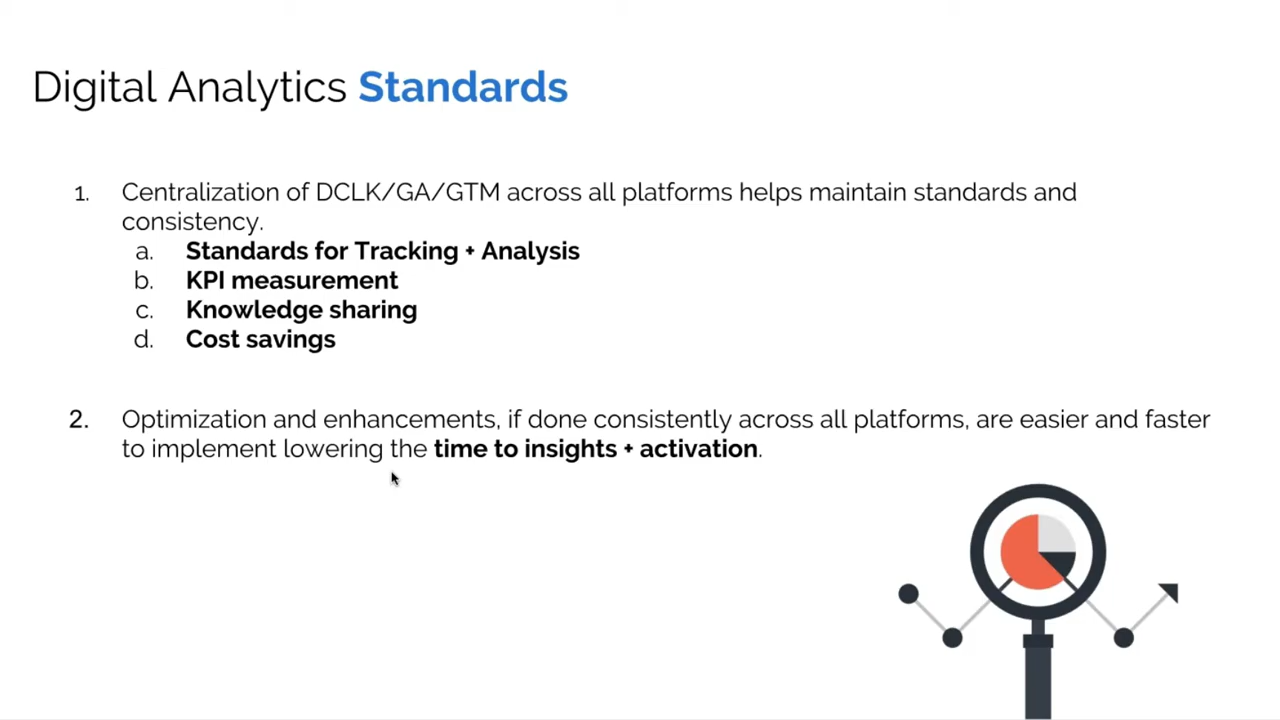 Digital Analytics Standards
1. Centralization of DCLK/GA/GTM across all platforms helps maintain standards and
consistency.
a. Standards for Tracking + Analysis
b. KPI measurement
c. Knowledge sharing
d. Cost savings
2. Optimization and enhancements, if done consistently across all platforms, are easier and faster
to implement lowering the time to insights + activation.